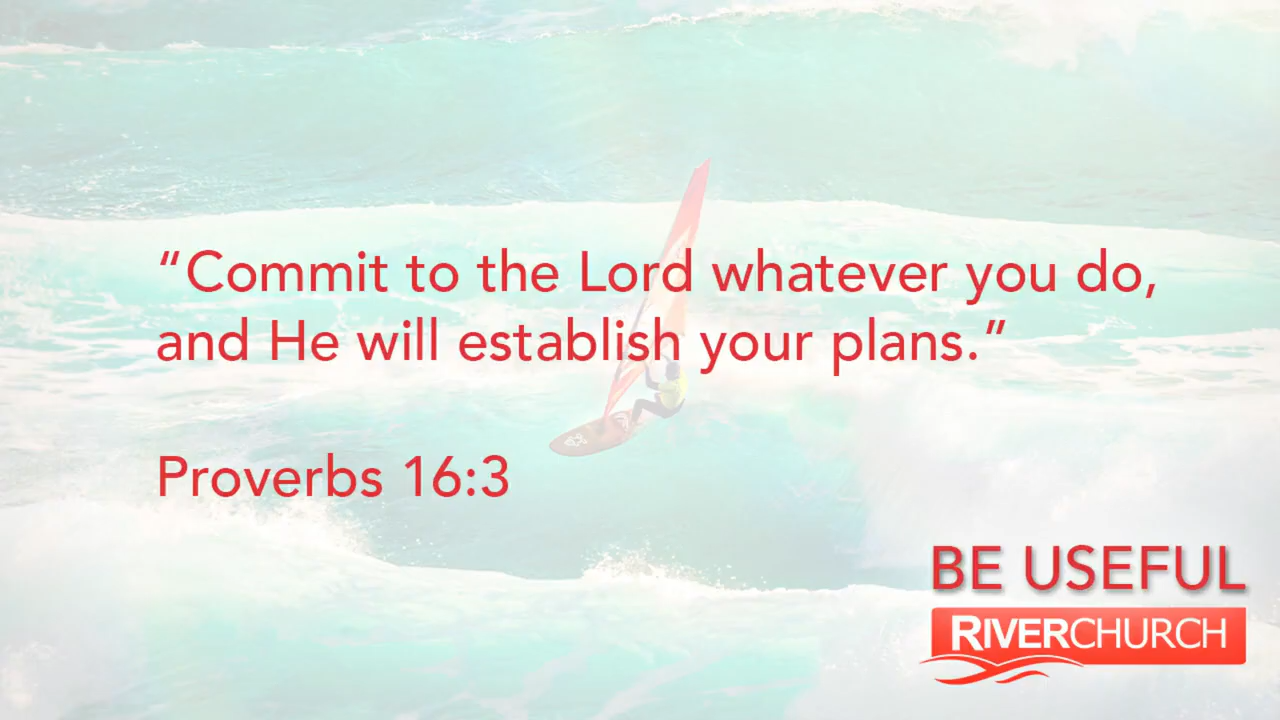 “Commit to the Lord whatever you do,
and He will establish your plans.”
Proverbs 16:3
BE USEFUL
RIVERCHURCH